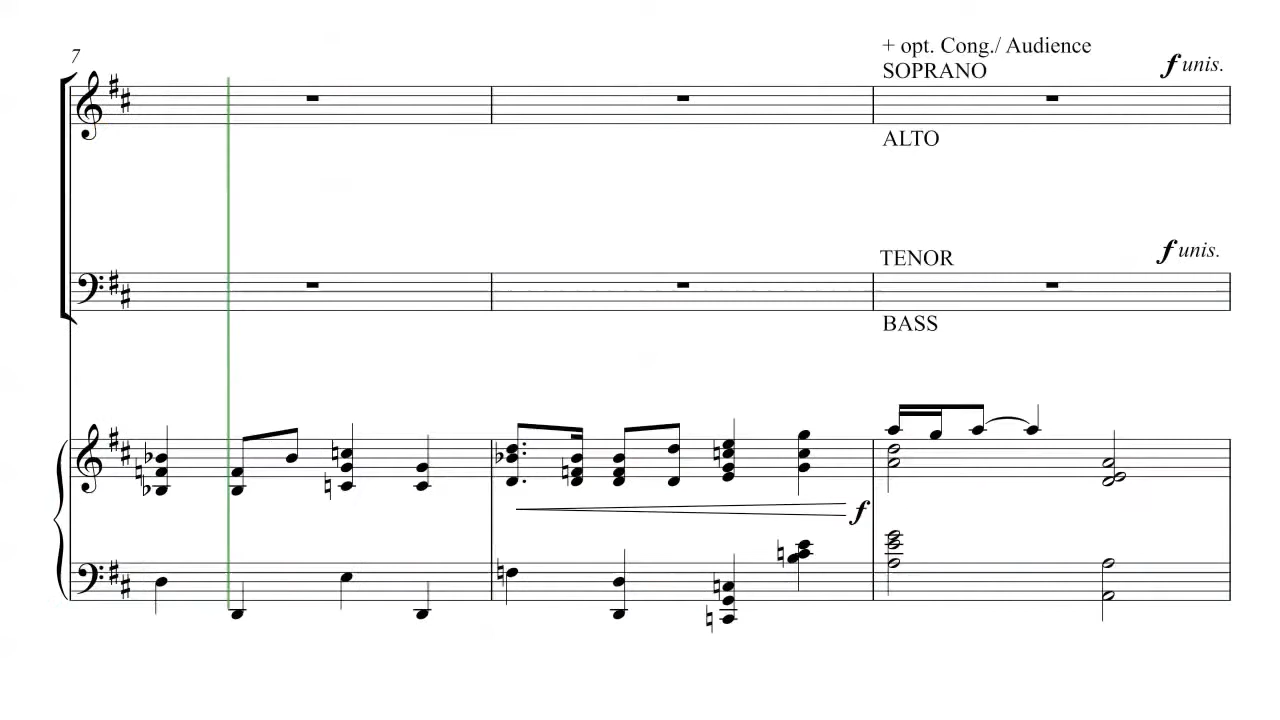 7
+ opt. Cong./ Audience
SOPRANO
f unis.
ALTO
TENOR
f unis.
BASS
f